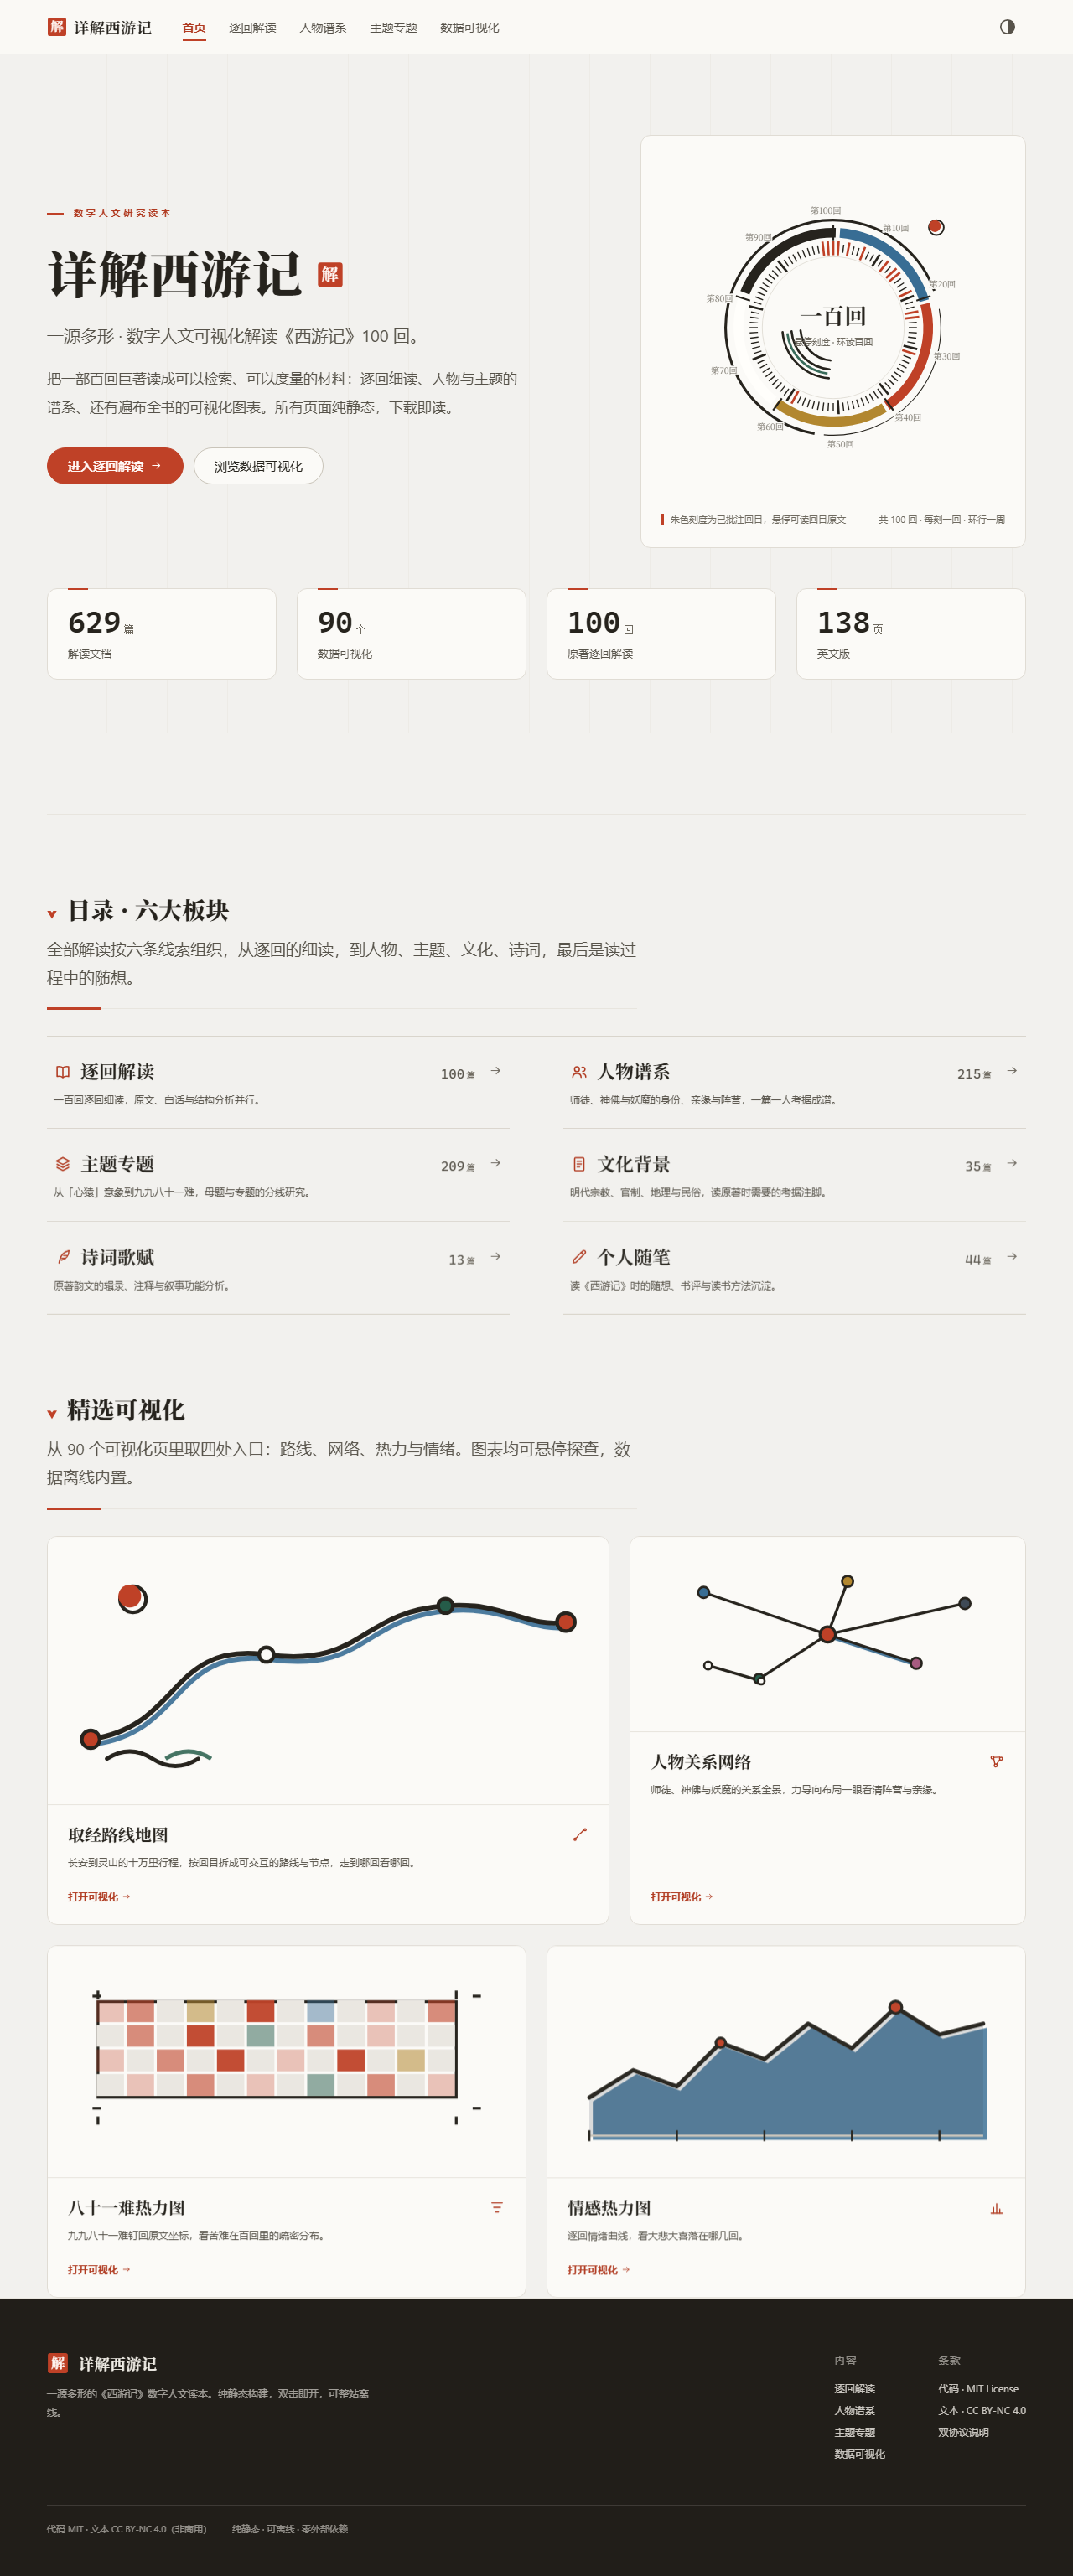 解 详解西游记 首页 逐回解读 人物谱系 主题专题 数据可视化
数字人文研究读本
详解西游记 解
一源多形 · 数字人文可视化解读《西游记》100 回。
把一部百回巨著读成可以检索、可以度量的材料：逐回细读、人物与主题的
谱系、还有遍布全书的可视化图表。所有页面纯静态，下载即读。
进入逐回解读 →
浏览数据可视化
第100回
第10回
第20回
第30回
第40回
第50回
第60回
第70回
第80回
第90回
一百回
悬停刻度 · 环读百回
朱色刻度为已批注回目，悬停可读回目原文
共 100 回 · 每刻一回 · 环行一周
629 篇
解读文档
90 个
数据可视化
100 回
原著逐回解读
138 页
英文版
目录 · 六大板块
全部解读按六条线索组织，从逐回的细读，到人物、主题、文化、诗词，最后是读过
程中的随想。
逐回解读 100 篇 →
一百回逐回细读，原文、白话与结构分析并行。
人物谱系 215 篇 →
师徒、神佛与妖魔的身份、亲缘与阵营，一篇一人考据成谱。
主题专题 209 篇 →
从「心猿」意象到九九八十一难，母题与专题的分线研究。
文化背景 35 篇 →
明代宗教、官制、地理与民俗，读原著时需要的考据注脚。
诗词歌赋 13 篇 →
原著韵文的辑录、注释与叙事功能分析。
个人随笔 44 篇 →
读《西游记》时的随想、书评与读书方法沉淀。
精选可视化
从 90 个可视化页里取四处入口：路线、网络、热力与情绪。图表均可悬停探查，数
据离线内置。
取经路线地图
长安到灵山的十万里行程，按回目拆成可交互的路线与节点，走到哪回看哪回。
打开可视化 →
人物关系网络
师徒、神佛与妖魔的关系全景，力导向布局一眼看清阵营与亲缘。
打开可视化 →
八十一难热力图
九九八十一难钉回原文坐标，看苦难在百回里的疏密分布。
打开可视化 →
情感热力图
逐回情绪曲线，看大悲大喜落在哪几回。
打开可视化 →
解 详解西游记
一源多形的《西游记》数字人文读本。纯静态构建，双击即开，可整站离
线。
内容
逐回解读
人物谱系
主题专题
数据可视化
条款
代码 · MIT License
文本 · CC BY-NC 4.0
双协议说明
代码 MIT · 文本 CC BY-NC 4.0（非商用）
纯静态 · 可离线 · 零外部依赖